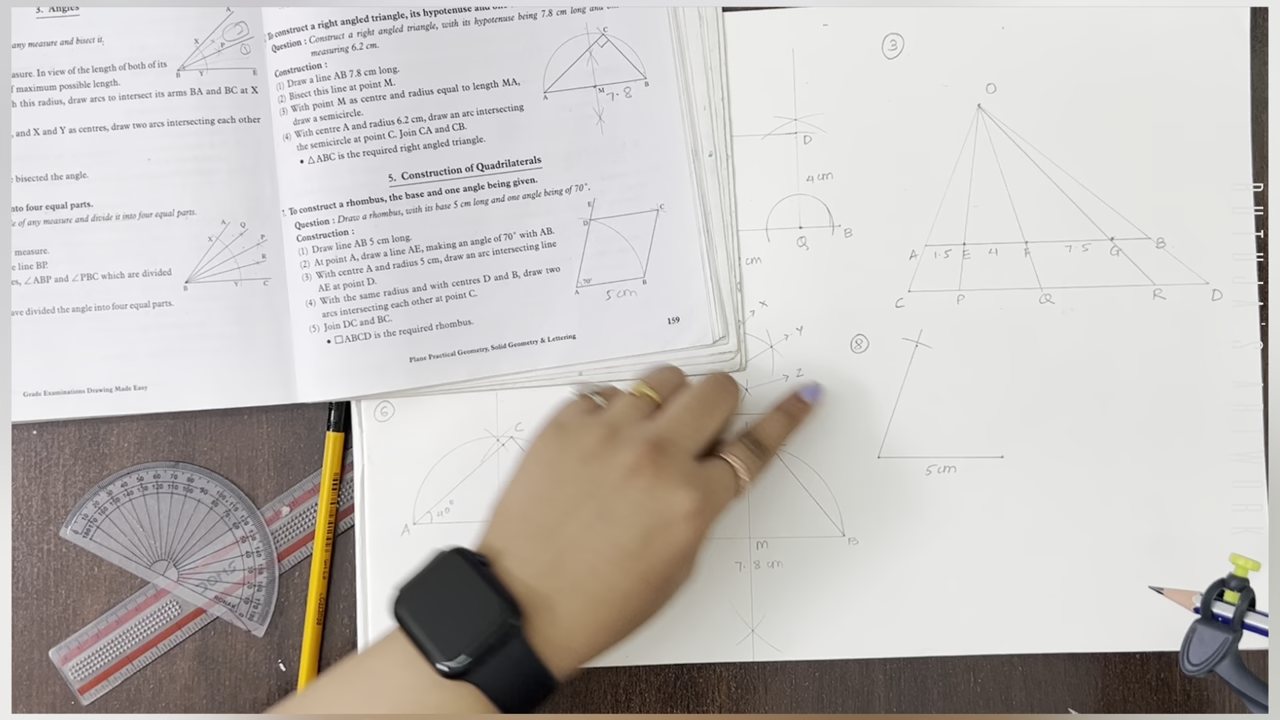 3. Angles
any measure and bisect it.
asure. In view of the length of both of its
f maximum possible length.
h this radius, draw arcs to intersect its arms BA and BC at X
, and X and Y as centres, draw two arcs intersecting each other
bisected the angle.
nto four equal parts.
e of any measure and divide it into four equal parts.
measure.
e line BP.
es, ∠ABP and ∠PBC which are divided
ave divided the angle into four equal parts.
Grade Examinations Drawing Made Easy
To construct a right angled triangle, its hypotenuse and one
Question : Construct a right angled triangle, with its hypotenuse being 7.8 cm long and
measuring 6.2 cm.
Construction :
(1) Draw a line AB 7.8 cm long.
(2) Bisect this line at point M.
(3) With point M as centre and radius equal to length MA,
draw a semicircle.
(4) With centre A and radius 6.2 cm, draw an arc intersecting
the semicircle at point C. Join CA and CB.
• △ABC is the required right angled triangle.
C
A
M
B
7.8
5. Construction of Quadrilaterals
To construct a rhombus, the base and one angle being given.
Question : Draw a rhombus, with its base 5 cm long and one angle being of 70°.
Construction :
(1) Draw line AB 5 cm long.
(2) At point A, draw a line AE, making an angle of 70° with AB.
(3) With centre A and radius 5 cm, draw an arc intersecting line
AE at point D.
(4) With the same radius and with centres D and B, draw two
arcs intersecting each other at point C.
(5) Join DC and BC.
• □ABCD is the required rhombus.
E
D
C
A
70°
B
5cm
159
Plane Practical Geometry, Solid Geometry & Lettering
D
4cm
Q
B
cm
X
Y
Z
3
O
A 1.5 E 4 F 7.5 G B
C P Q R D
8
5cm
6
C
A 40°
M
B
7.8 cm